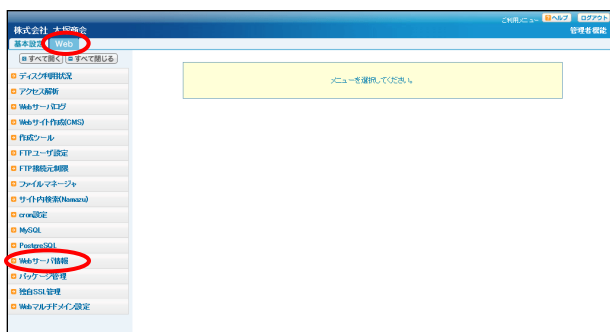 ご利用メニュー ヘルプ ログアウト
株式会社 大塚商会 管理者機能
基本設定 Web
すべて開く すべて閉じる
ディスク利用状況
メニューを選択してください。
アクセス解析
Webサーバログ
Webサイト作成(CMS)
作成ツール
FTPユーザ設定
FTP接続元制限
ファイルマネージャ
サイト内検索(Namazu)
cron設定
MySQL
PostgreSQL
Webサーバ情報
パッケージ管理
独自SSL管理
Webマルチドメイン設定